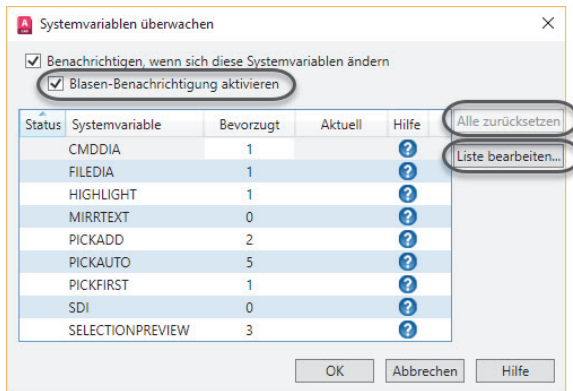 Systemvariablen überwachen
Benachrichtigen, wenn sich diese Systemvariablen ändern
Blasen-Benachrichtigung aktivieren
Status Systemvariable Bevorzugt Aktuell Hilfe
Alle zurücksetzen
CMDDIA 1 ?
Liste bearbeiten...
FILEDIA 1 ?
HIGHLIGHT 1 ?
MIRRTEXT 0 ?
PICKADD 2 ?
PICKAUTO 5 ?
PICKFIRST 1 ?
SDI 0 ?
SELECTIONPREVIEW 3 ?
OK Abbrechen Hilfe